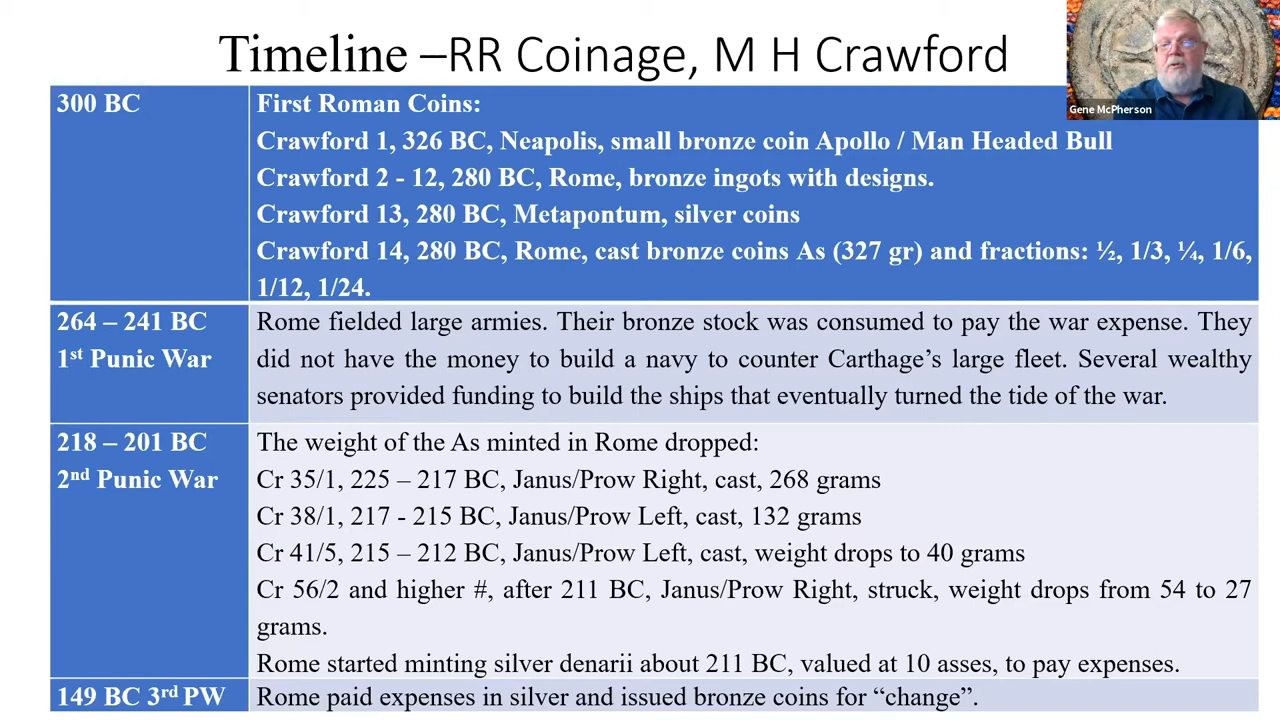 Timeline –RR Coinage, M H Crawford
Gene McPherson
300 BC
First Roman Coins:
Crawford 1, 326 BC, Neapolis, small bronze coin Apollo / Man Headed Bull
Crawford 2 - 12, 280 BC, Rome, bronze ingots with designs.
Crawford 13, 280 BC, Metapontum, silver coins
Crawford 14, 280 BC, Rome, cast bronze coins As (327 gr) and fractions: ½, 1/3, ¼, 1/6,
1/12, 1/24.
264 – 241 BC
1st Punic War
Rome fielded large armies. Their bronze stock was consumed to pay the war expense. They
did not have the money to build a navy to counter Carthage’s large fleet. Several wealthy
senators provided funding to build the ships that eventually turned the tide of the war.
218 – 201 BC
2nd Punic War
The weight of the As minted in Rome dropped:
Cr 35/1, 225 – 217 BC, Janus/Prow Right, cast, 268 grams
Cr 38/1, 217 - 215 BC, Janus/Prow Left, cast, 132 grams
Cr 41/5, 215 – 212 BC, Janus/Prow Left, cast, weight drops to 40 grams
Cr 56/2 and higher #, after 211 BC, Janus/Prow Right, struck, weight drops from 54 to 27
grams.
Rome started minting silver denarii about 211 BC, valued at 10 asses, to pay expenses.
149 BC 3rd PW
Rome paid expenses in silver and issued bronze coins for “change”.